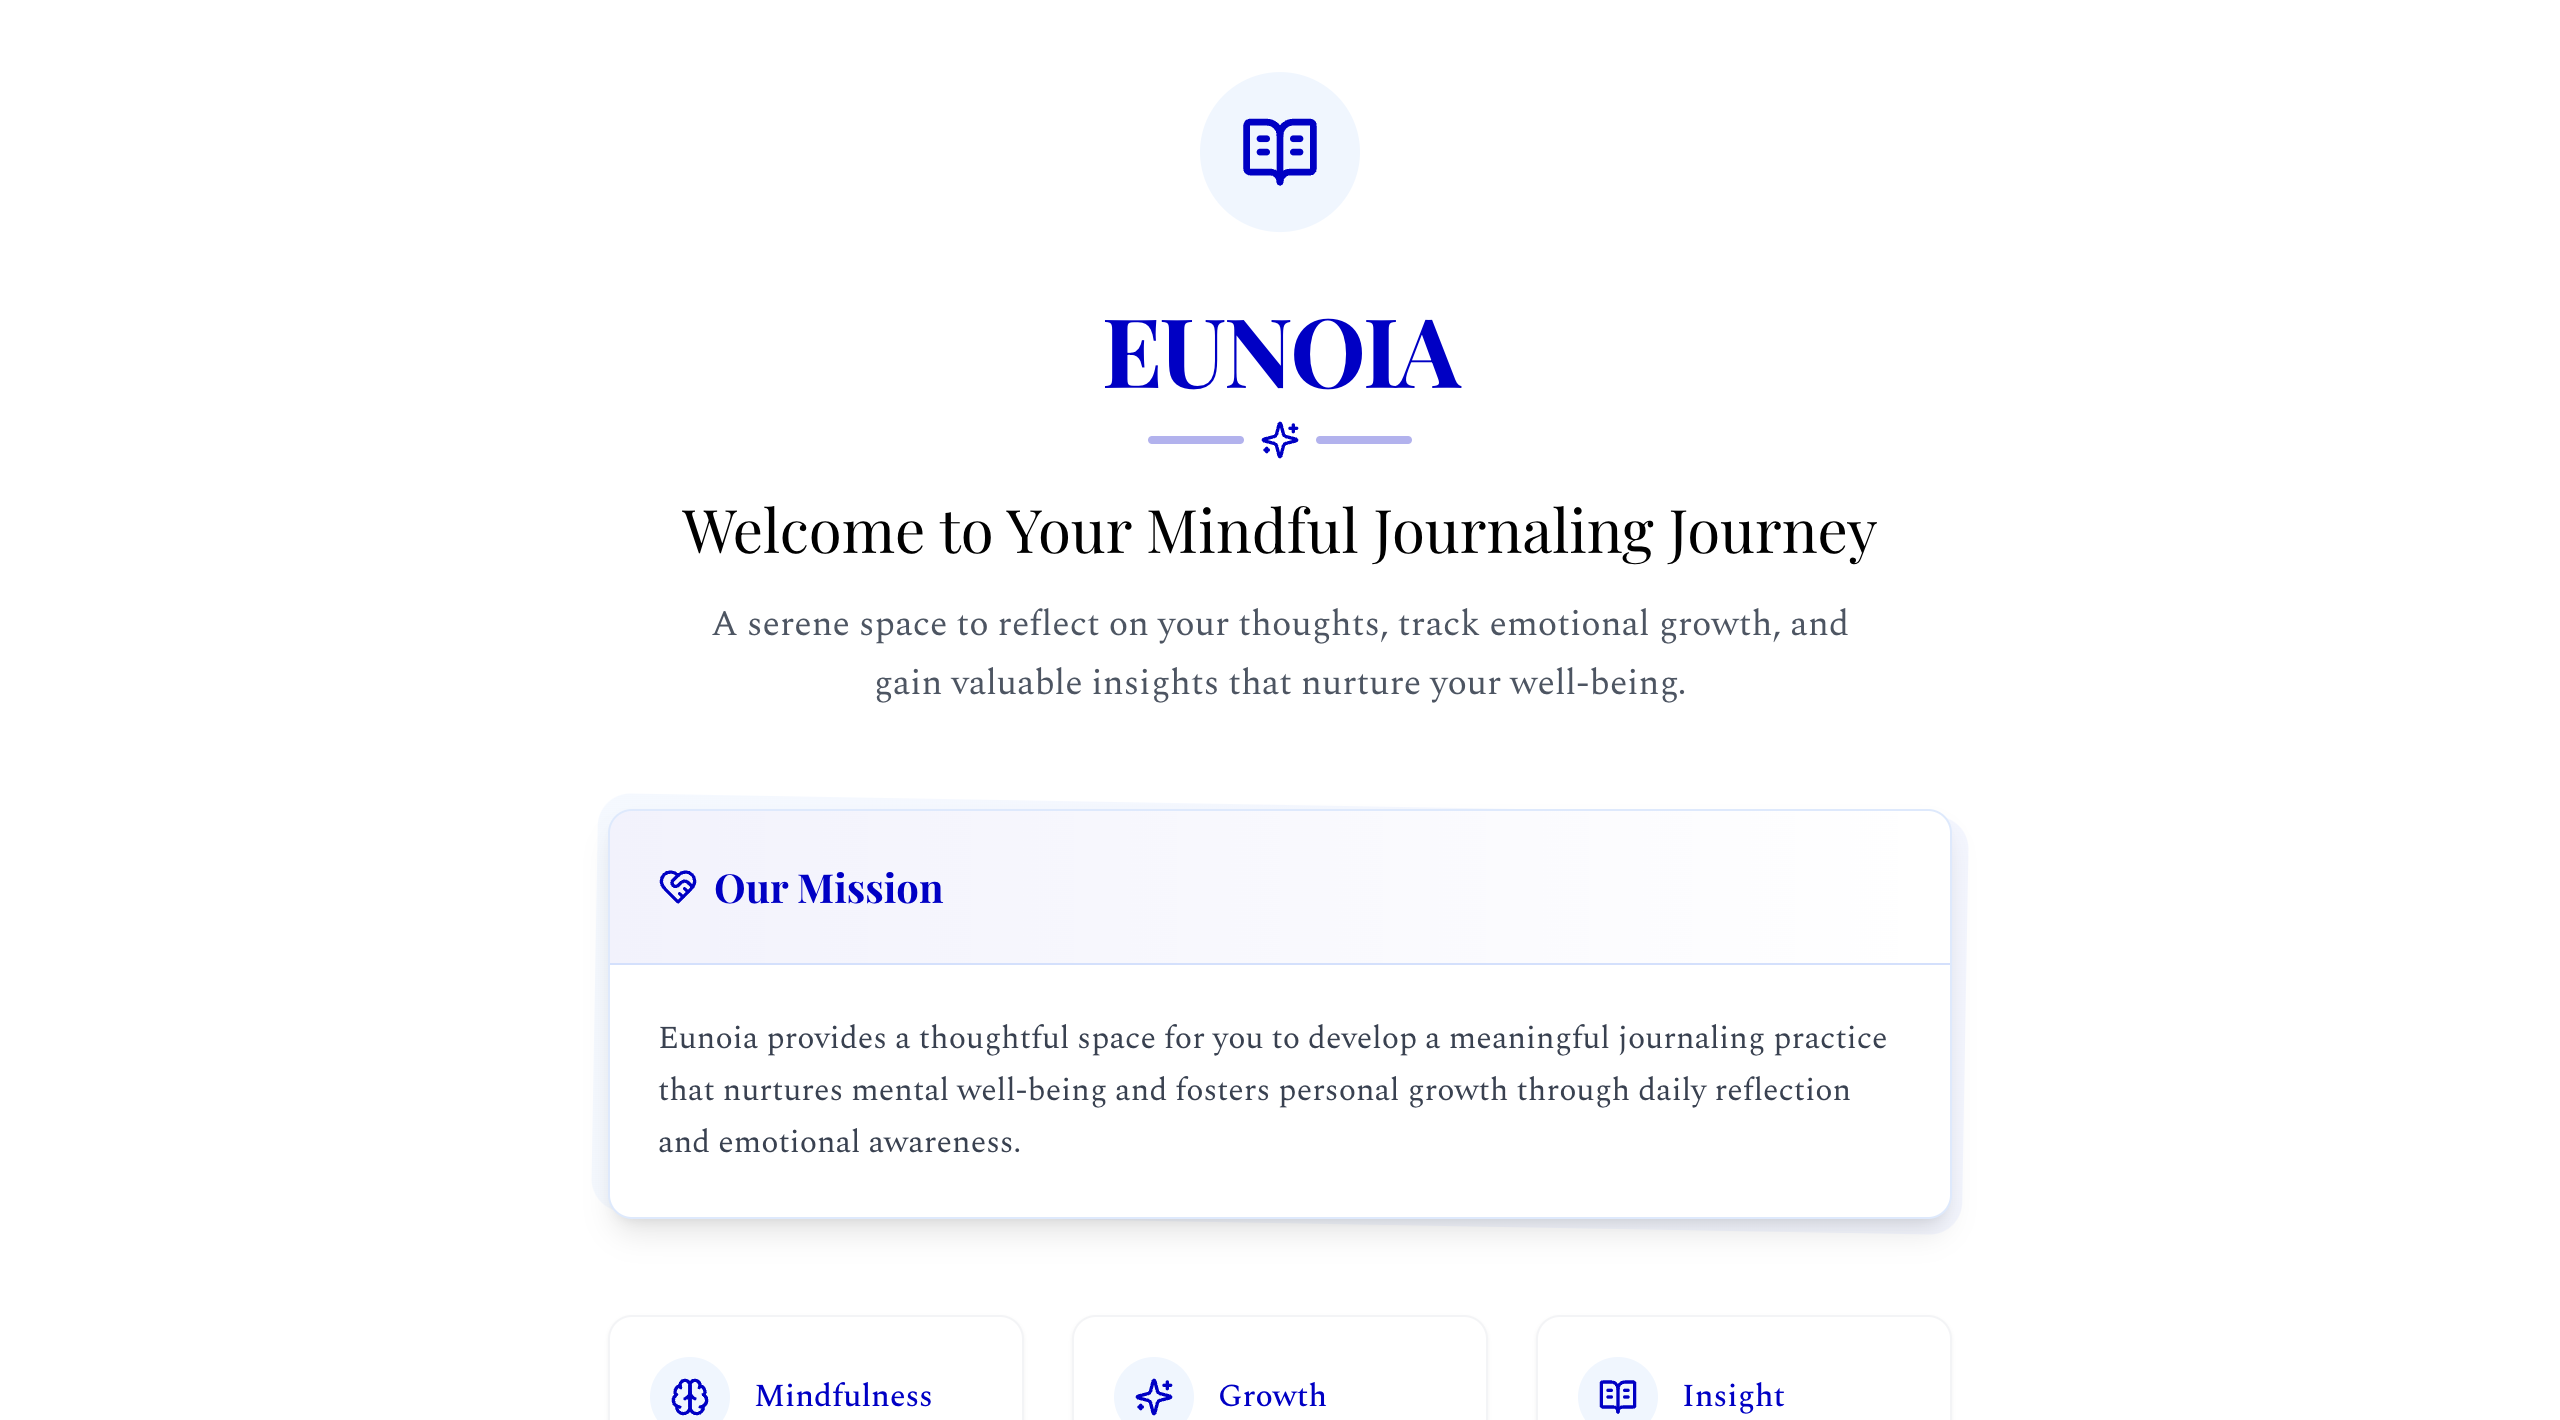 EUNOIA
Welcome to Your Mindful Journaling Journey
A serene space to reflect on your thoughts, track emotional growth, and
gain valuable insights that nurture your well-being.
Our Mission
Eunoia provides a thoughtful space for you to develop a meaningful journaling practice
that nurtures mental well-being and fosters personal growth through daily reflection
and emotional awareness.
Mindfulness
Growth
Insight